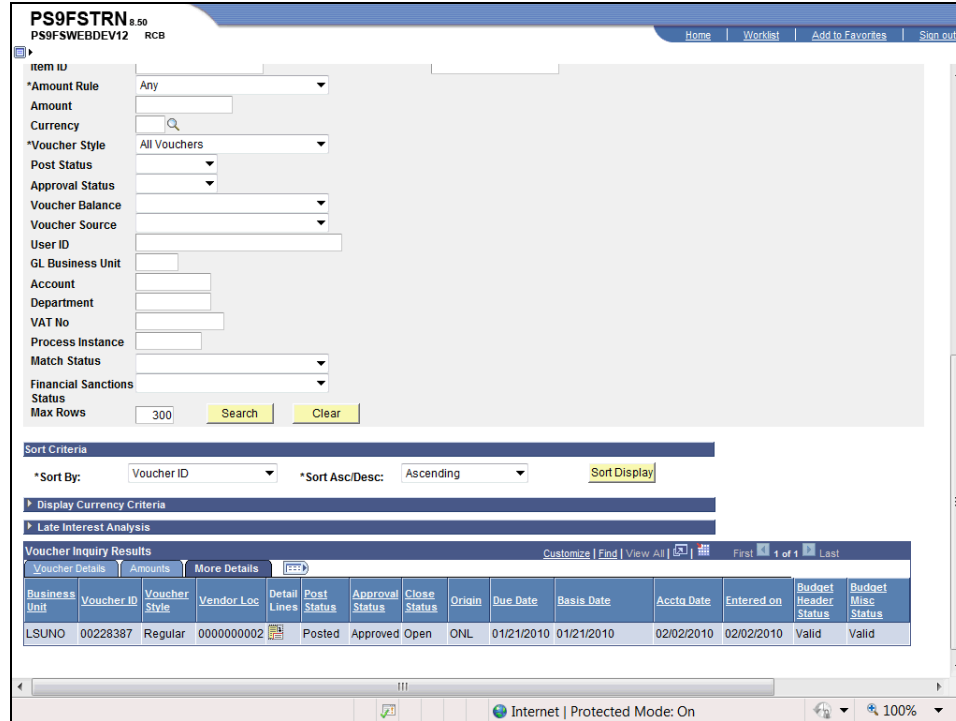 PS9FSTRN 8.50
PS9FSWEBDEV12 RCB
Home | Worklist | Add to Favorites | Sign out
Item ID
*Amount Rule Any
Amount
Currency
*Voucher Style All Vouchers
Post Status
Approval Status
Voucher Balance
Voucher Source
User ID
GL Business Unit
Account
Department
VAT No
Process Instance
Match Status
Financial Sanctions
Status
Max Rows 300 Search Clear
Sort Criteria
*Sort By: Voucher ID *Sort Asc/Desc: Ascending Sort Display
Display Currency Criteria
Late Interest Analysis
Voucher Inquiry Results Customize | Find | View All | | First 1 of 1 Last
Voucher Details Amounts More Details
Business Unit Voucher ID Voucher Style Vendor Loc Detail Lines Post Status Approval Status Close Status Origin Due Date Basis Date Acctg Date Entered on Budget Header Status Budget Misc Status
LSUNO 00228387 Regular 0000000002 Posted Approved Open ONL 01/21/2010 01/21/2010 02/02/2010 02/02/2010 Valid Valid
Internet | Protected Mode: On 100%